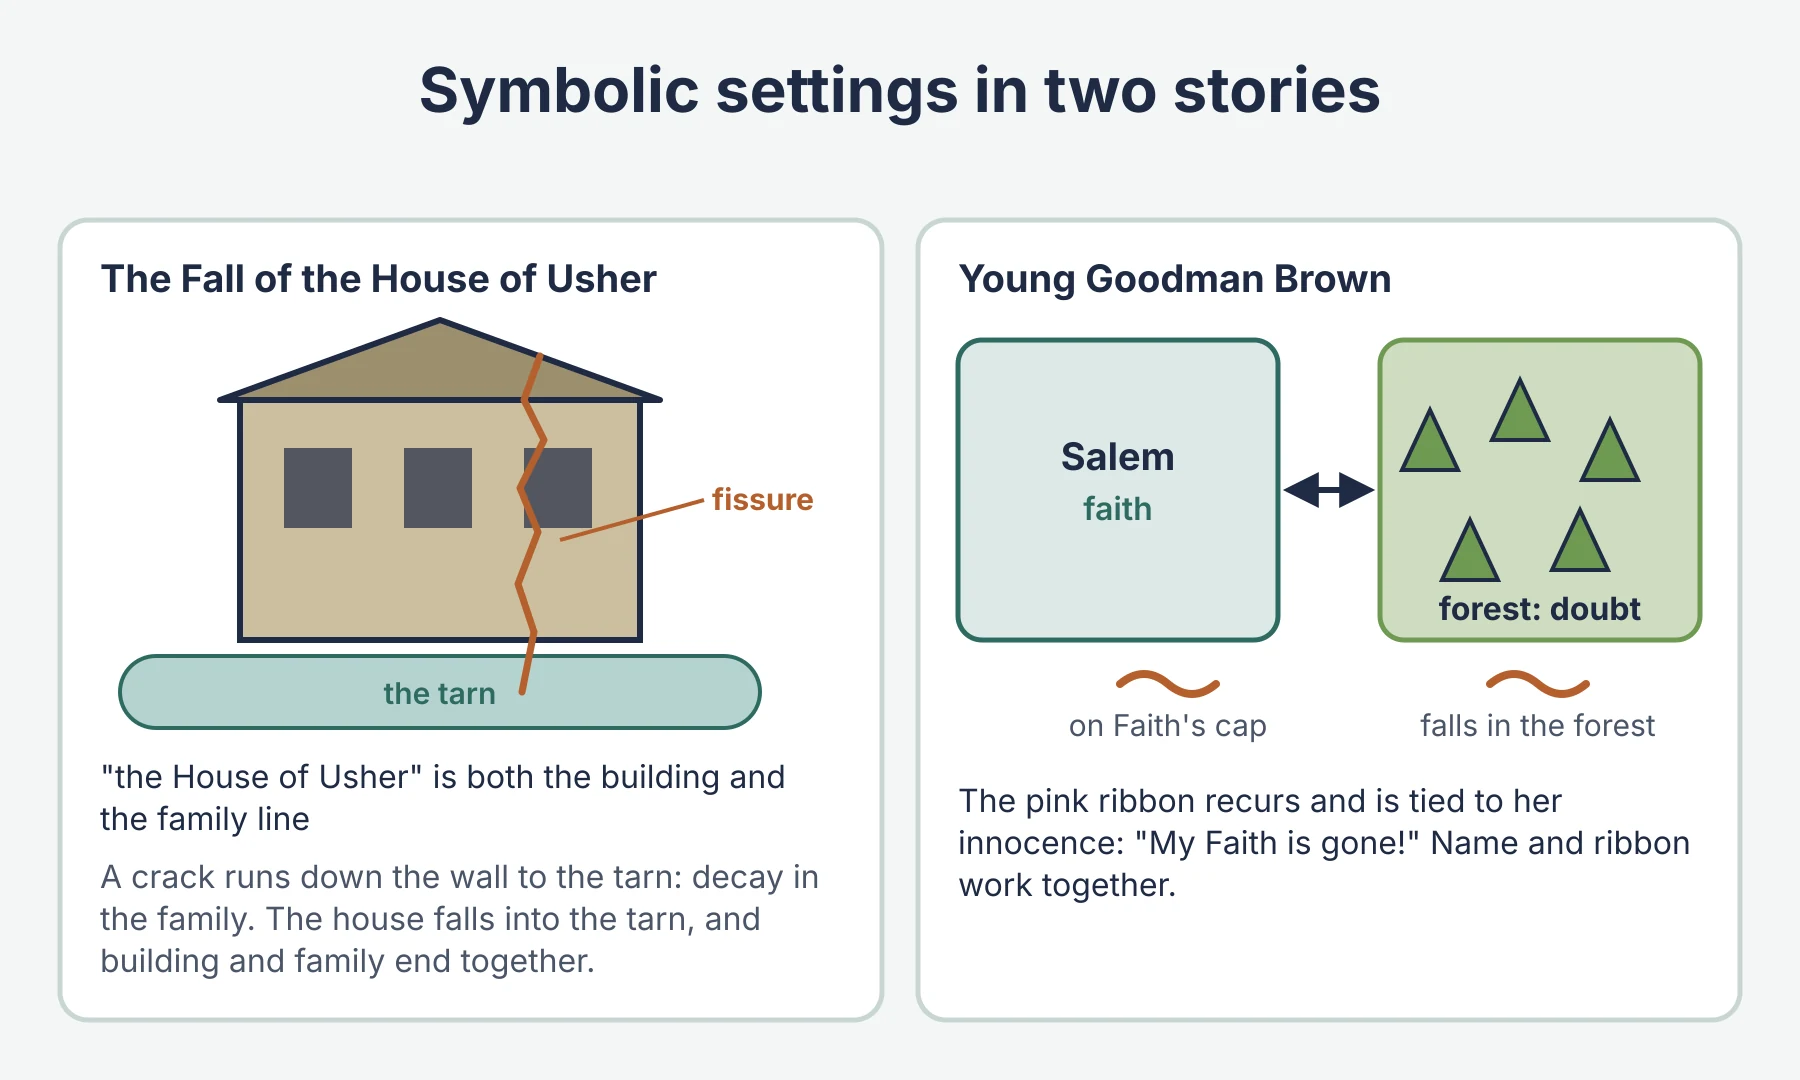 Symbolic settings in two stories
The Fall of the House of Usher
fissure
the tarn
"the House of Usher" is both the building and
the family line
A crack runs down the wall to the tarn: decay in
the family. The house falls into the tarn, and
building and family end together.
Young Goodman Brown
Salem
faith
forest: doubt
on Faith's cap
falls in the forest
The pink ribbon recurs and is tied to her
innocence: "My Faith is gone!" Name and ribbon
work together.